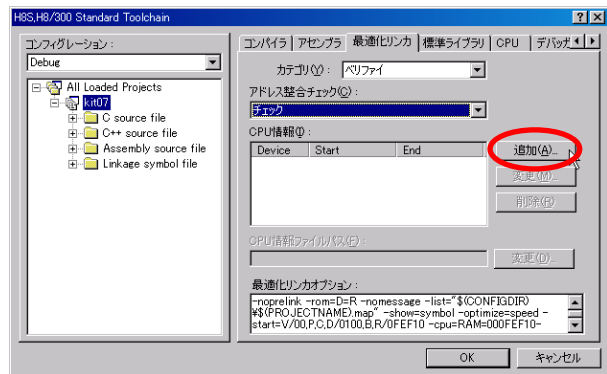 H8S,H8/300 Standard Toolchain
コンフィグレーション :
Debug
All Loaded Projects
kit07
C source file
C++ source file
Assembly source file
Linkage symbol file
コンパイラ アセンブラ 最適化リンカ 標準ライブラリ CPU デバッガ
カテゴリ(Y) : ベリファイ
アドレス整合チェック(C) :
チェック
CPU情報(I) :
Device Start End
追加(A)...
変更(M)...
削除(R)
CPU情報ファイルパス(F) :
変更(D)...
最適化リンカオプション :
-noprelink -rom=D=R -nomessage -list="$(CONFIGDIR)
¥$(PROJECTNAME).map" -show=symbol -optimize=speed -
start=V/00,P,C,D/0100,B,R/0FEF10 -cpu=RAM=000FEF10-
OK キャンセル